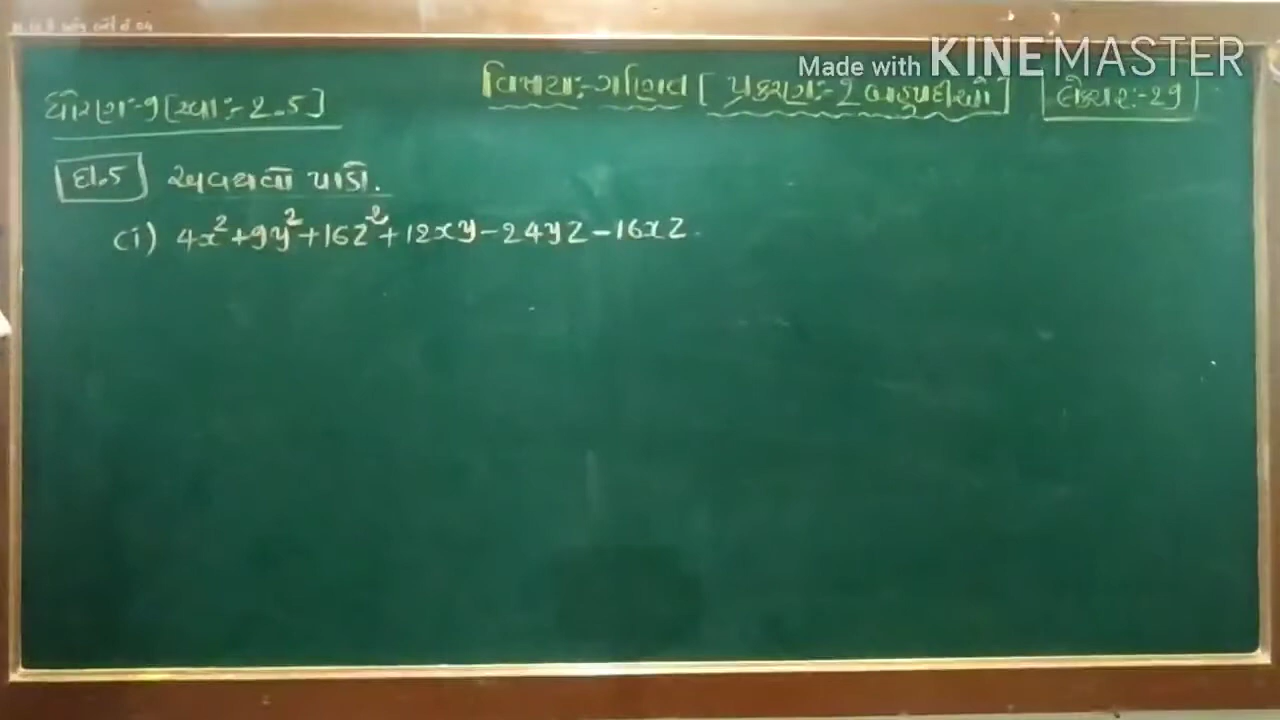 Made with KINEMASTER
વિષયઃ-ગણિત [ પ્રકરણઃ-2 બહુપદીઓ ] લેક્ચરઃ-29
ધોરણ-9 [સ્વાઃ-2.5]
દા.5 અવયવો પાડો.
(i) 4x²+9y²+16z²+12xy-24yz-16xz.